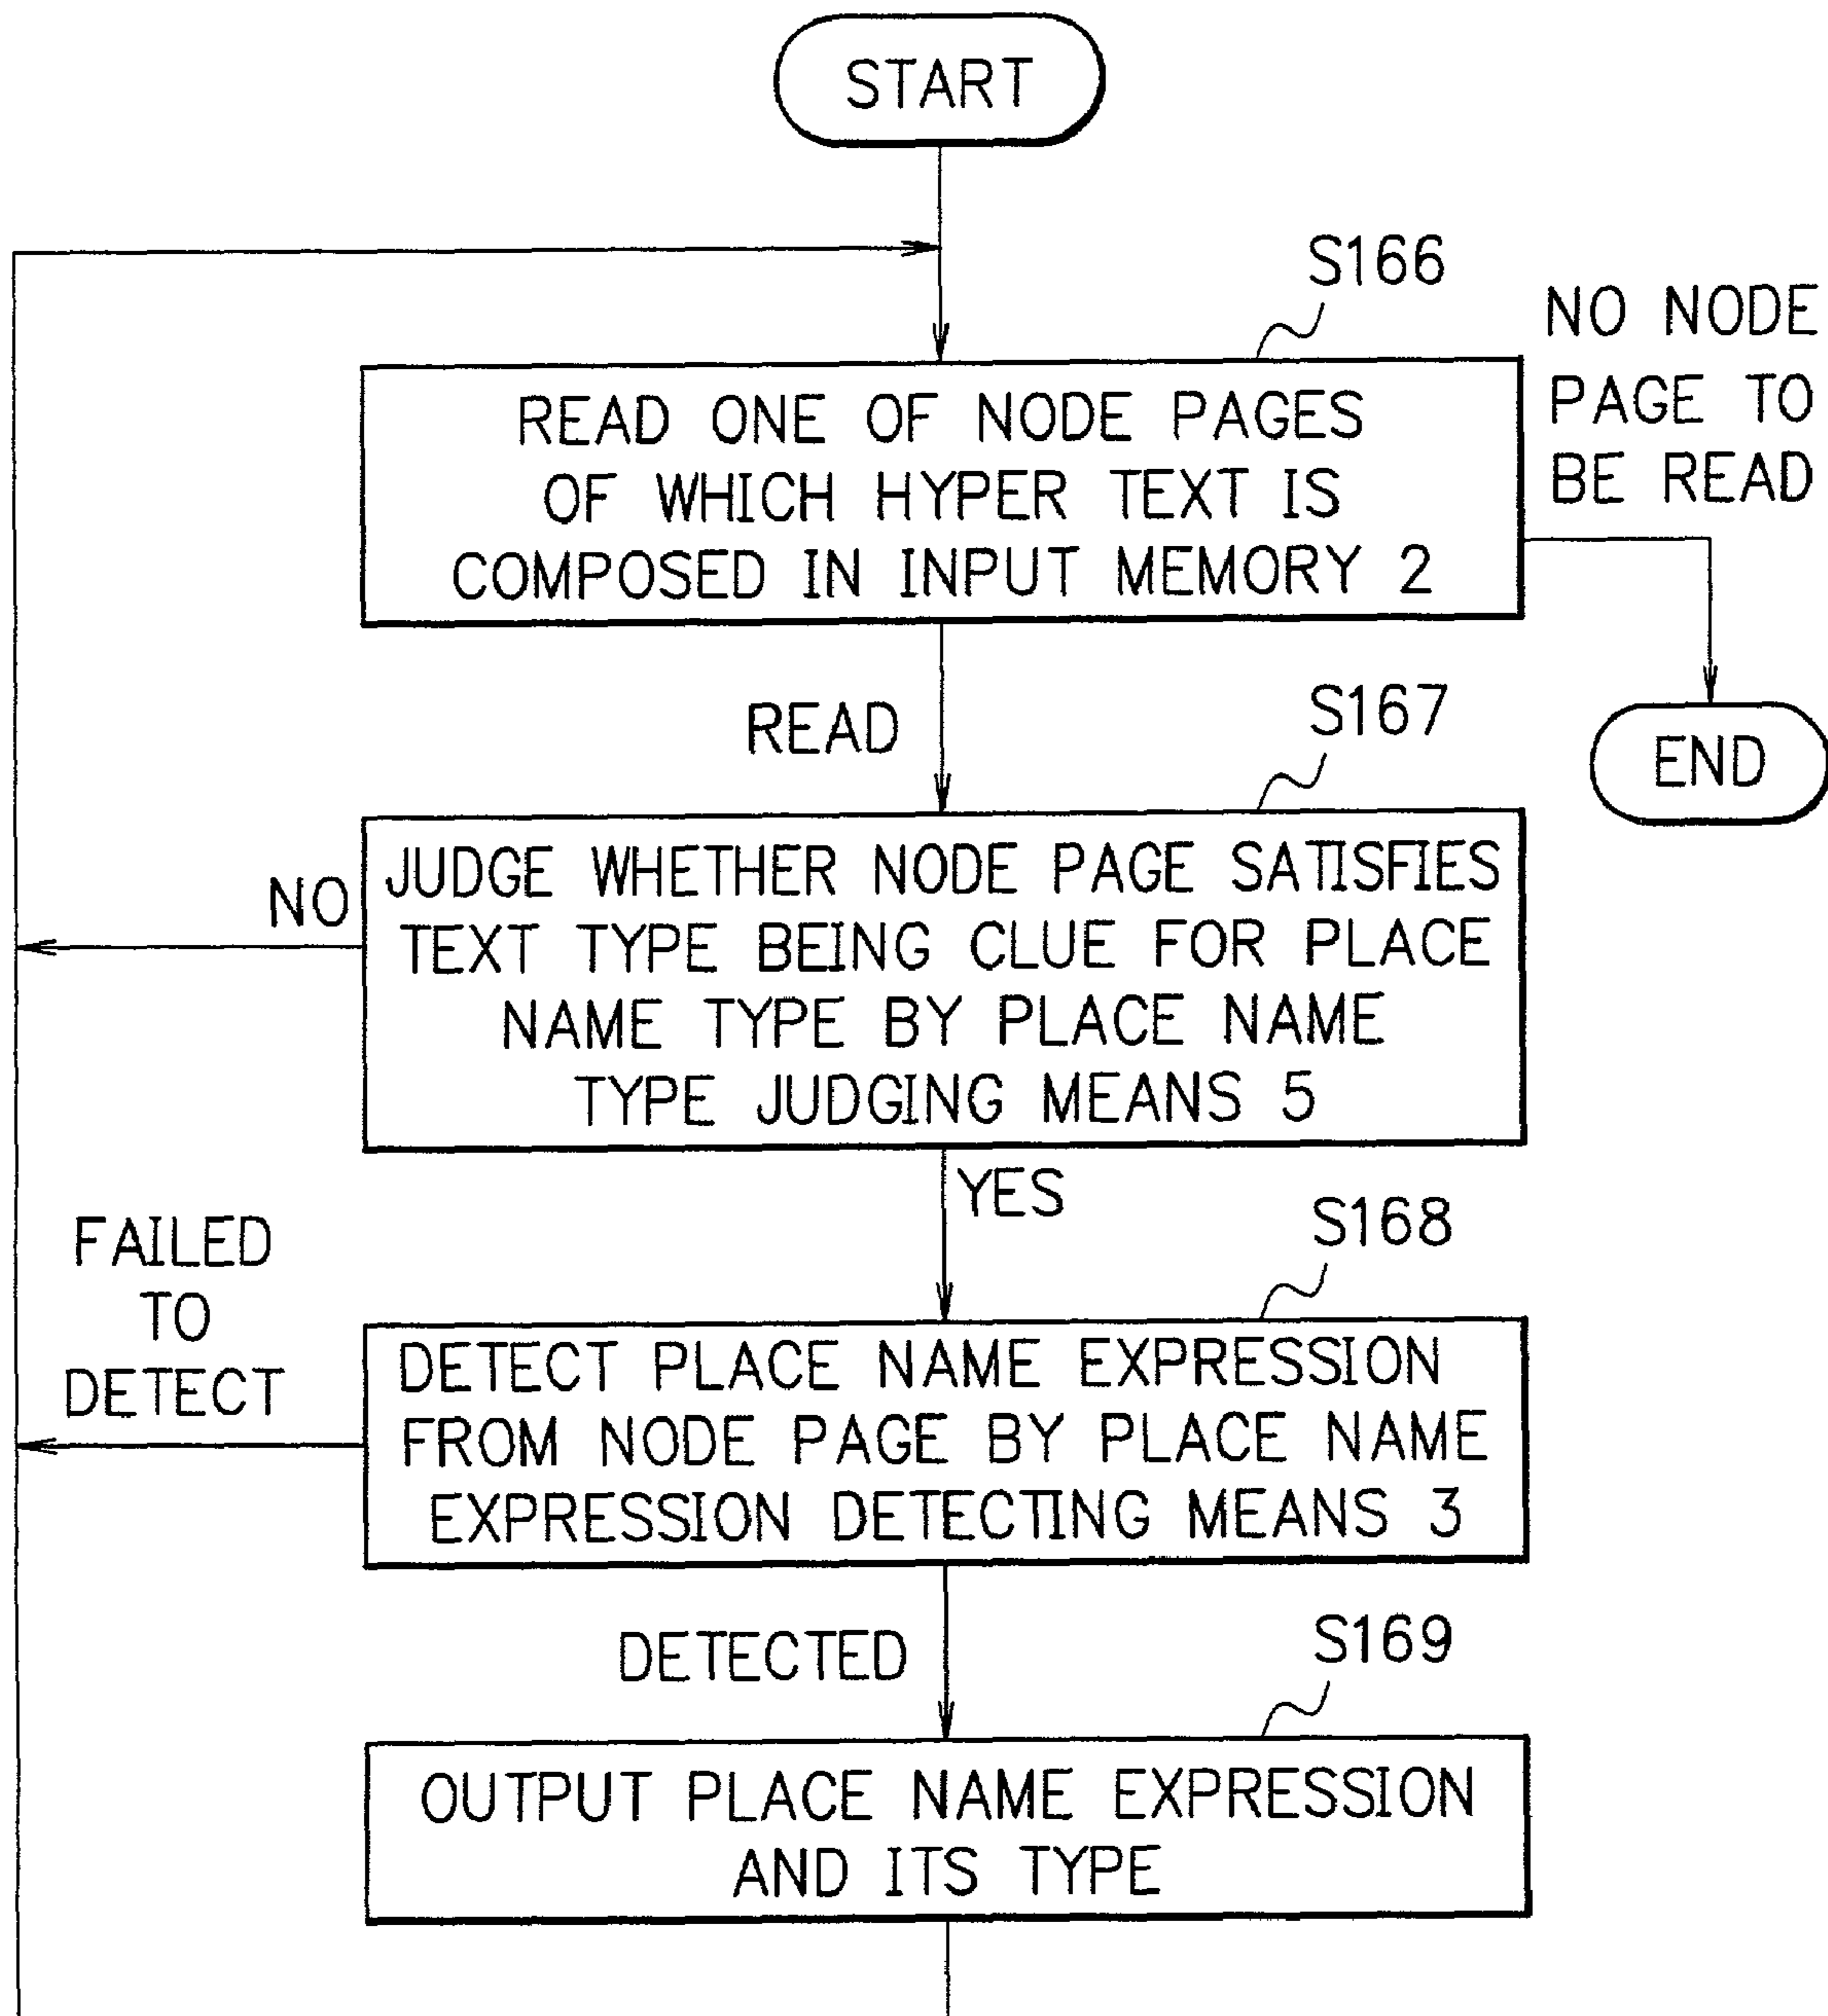 START
S166
NO NODE
PAGE TO
BE READ
READ ONE OF NODE PAGES
OF WHICH HYPER TEXT IS
COMPOSED IN INPUT MEMORY 2
READ
S167
END
NO
JUDGE WHETHER NODE PAGE SATISFIES
TEXT TYPE BEING CLUE FOR PLACE
NAME TYPE BY PLACE NAME
TYPE JUDGING MEANS 5
YES
S168
FAILED
TO
DETECT
DETECT PLACE NAME EXPRESSION
FROM NODE PAGE BY PLACE NAME
EXPRESSION DETECTING MEANS 3
DETECTED
S169
OUTPUT PLACE NAME EXPRESSION
AND ITS TYPE